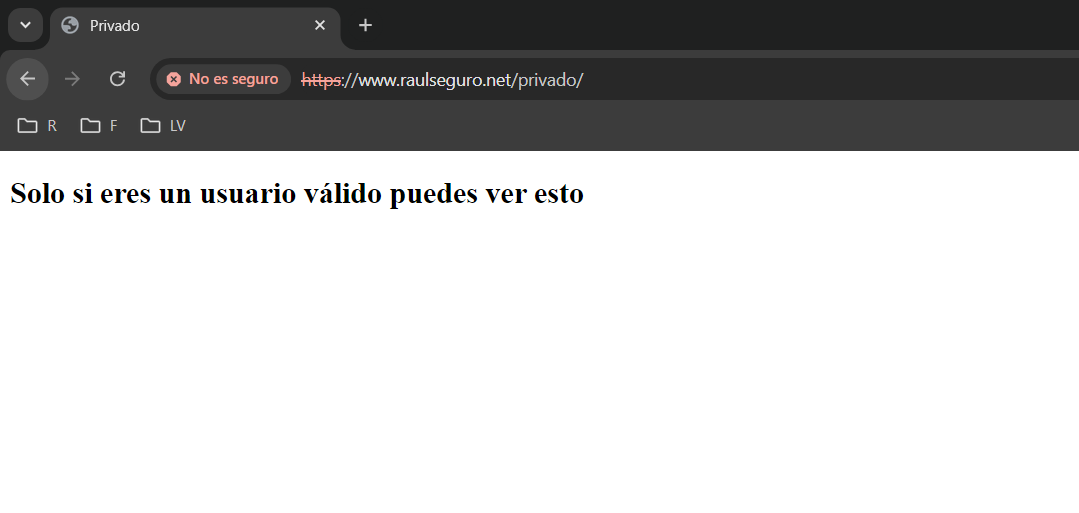 Privado
No es seguro
https://www.raulseguro.net/privado/
R
F
LV
Solo si eres un usuario válido puedes ver esto